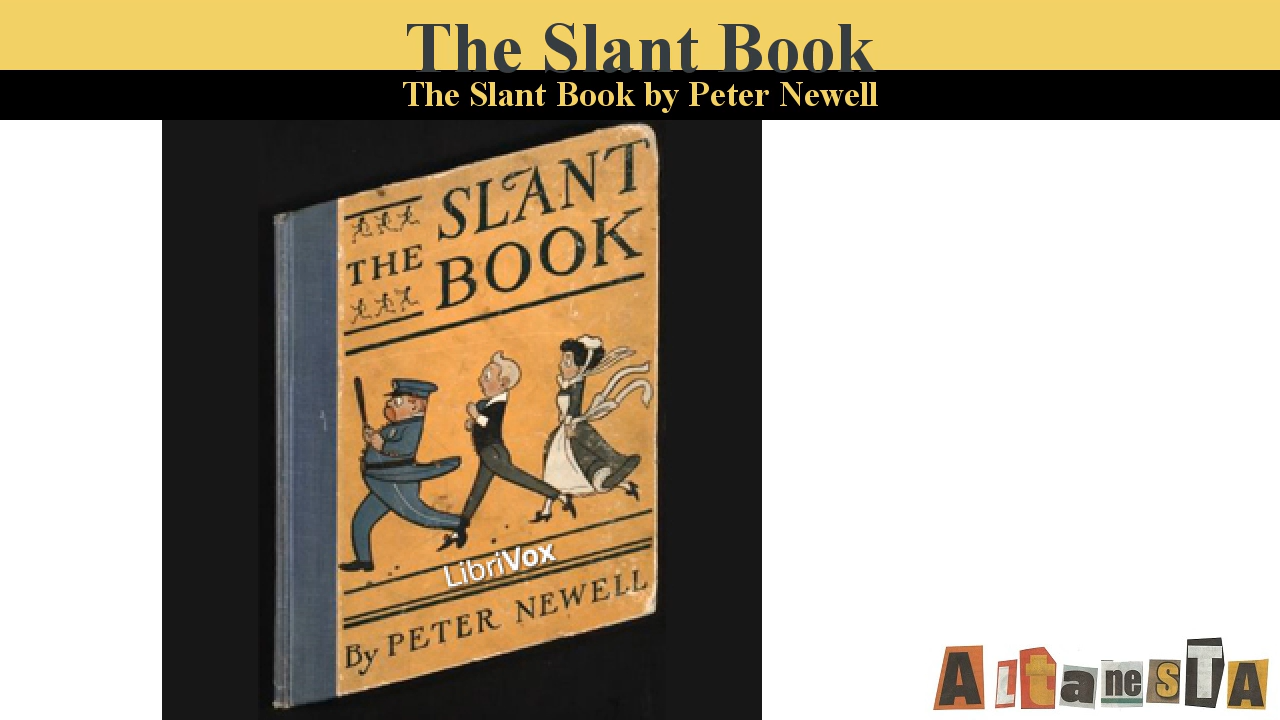 The Slant Book
The Slant Book by Peter Newell
THE SLANT
BOOK
LibriVox
By PETER NEWELL
AltanesTA